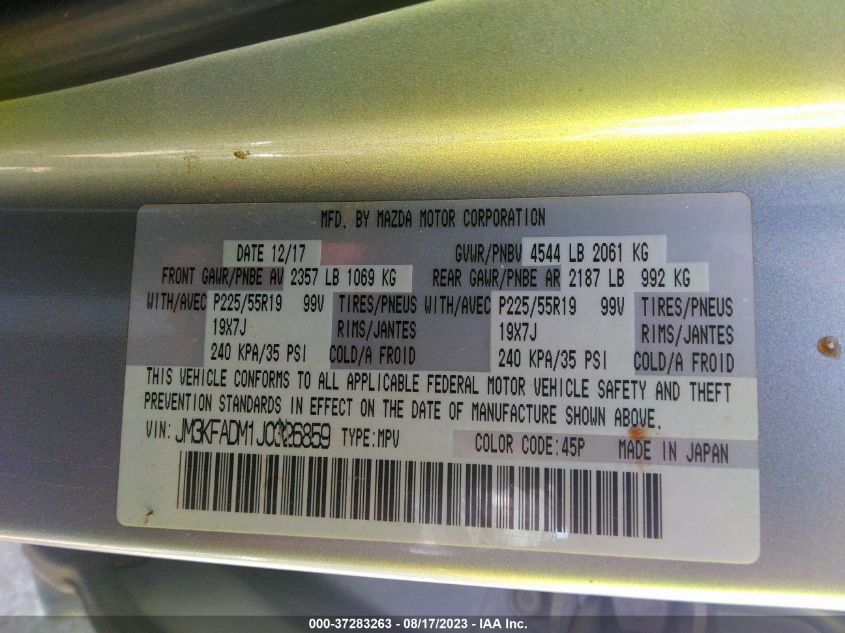 MFD. BY MAZDA MOTOR CORPORATION
DATE 12/17 GVWR/PNBV 4544 LB 2061 KG
FRONT GAWR/PNBE AV 2357 LB 1069 KG REAR GAWR/PNBE AR 2187 LB 992 KG
WITH/AVEC P225/55R19 99V TIRES/PNEUS WITH/AVEC P225/55R19 99V TIRES/PNEUS
19X7J RIMS/JANTES 19X7J RIMS/JANTES
240 KPA/35 PSI COLD/A FROID 240 KPA/35 PSI COLD/A FROID
THIS VEHICLE CONFORMS TO ALL APPLICABLE FEDERAL MOTOR VEHICLE SAFETY AND THEFT
PREVENTION STANDARDS IN EFFECT ON THE DATE OF MANUFACTURE SHOWN ABOVE.
VIN: TYPE:MPV COLOR CODE:45P MADE IN JAPAN
000-37283263 - 08/17/2023 - IAA Inc.